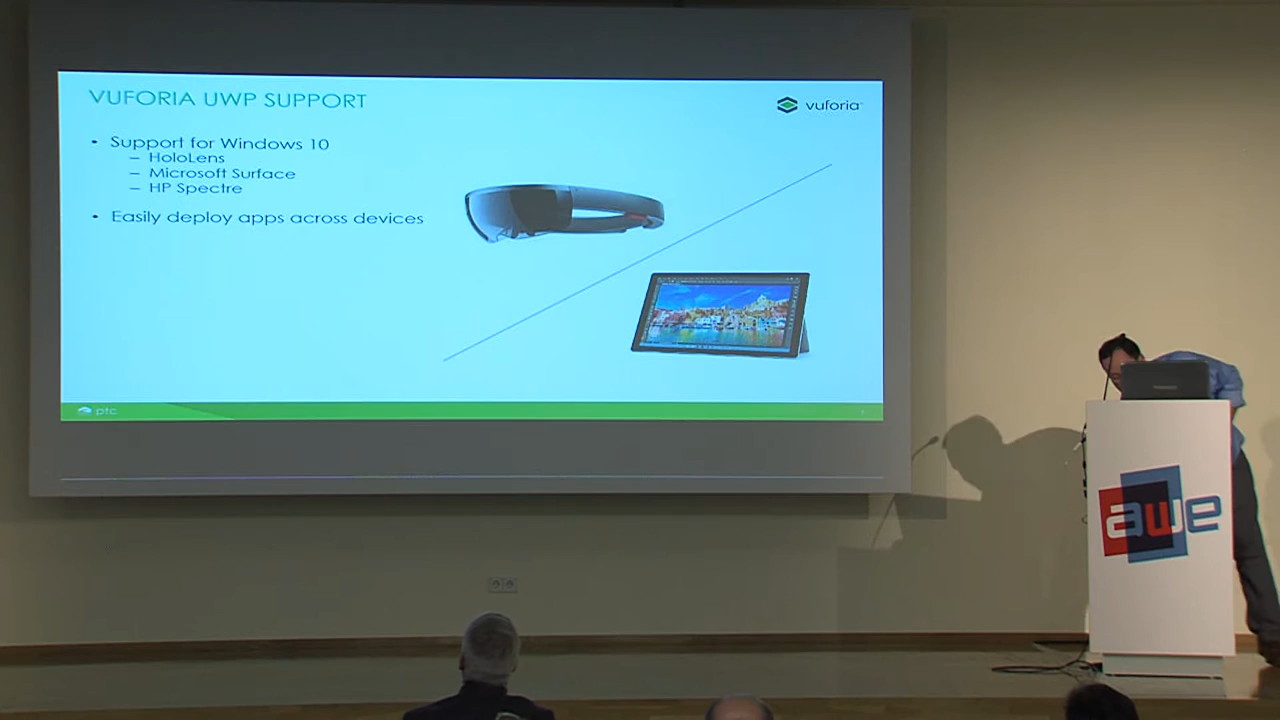 VUFORIA UWP SUPPORT
vuforia
• Support for Windows 10
– HoloLens
– Microsoft Surface
– HP Spectre
• Easily deploy apps across devices
ptc
awe